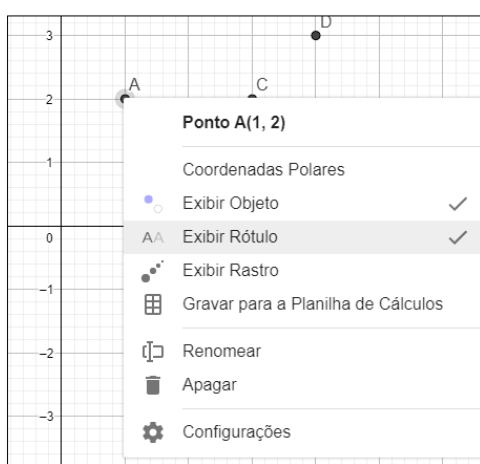 D
3
A
C
2
Ponto A(1, 2)
1
Coordenadas Polares
Exibir Objeto
0
AA Exibir Rótulo
Exibir Rastro
–1
Gravar para a Planilha de Cálculos
–2
Renomear
Apagar
–3
Configurações